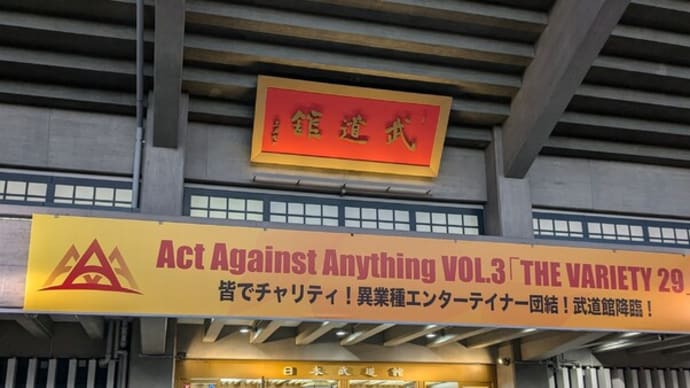 武道館
Act Against Anything VOL.3「THE VARIETY 29」
皆でチャリティ！異業種エンターテイナー団結！武道館降臨！
日本武道館